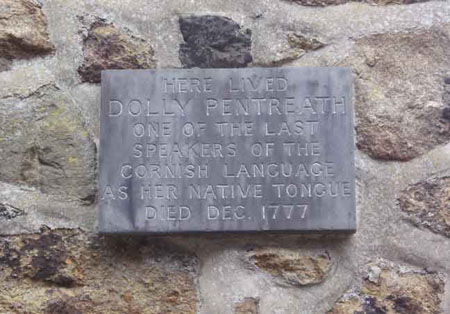 HERE LIVED
DOLLY PENTREATH
ONE OF THE LAST
SPEAKERS OF THE
CORNISH LANGUAGE
AS HER NATIVE TONGUE
DIED DEC. 1777